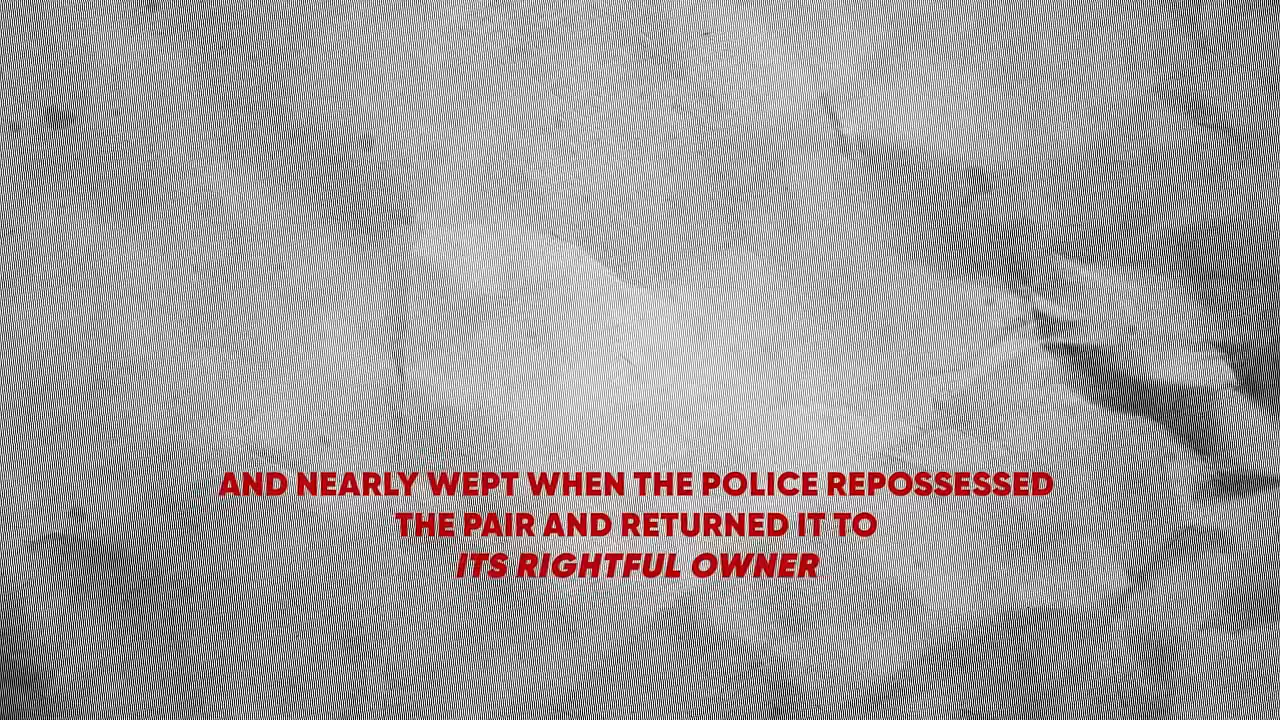 AND NEARLY WEPT WHEN THE POLICE REPOSSESSED
THE PAIR AND RETURNED IT TO
ITS RIGHTFUL OWNER